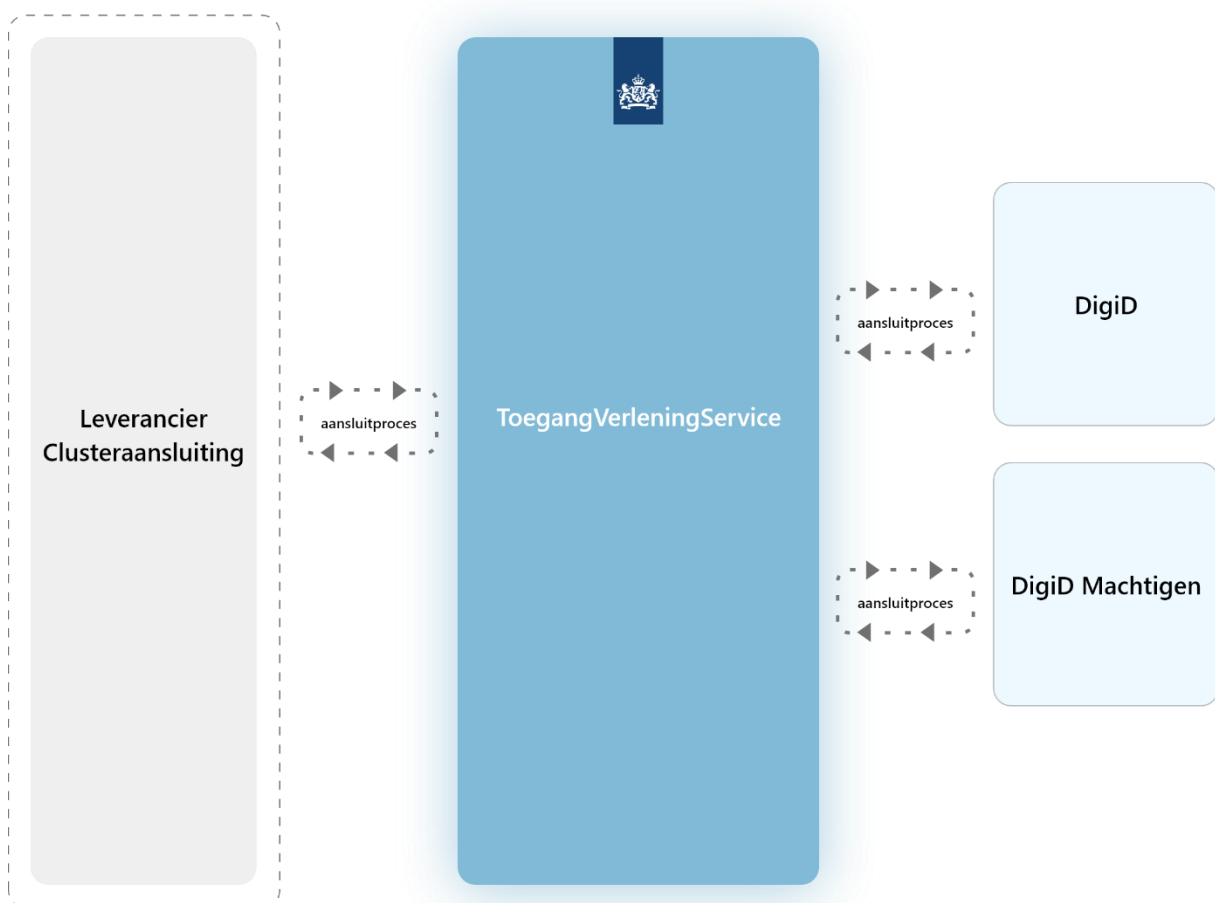 Leverancier
Clusteraansluiting
aansluitproces
ToegangVerleningService
aansluitproces
DigiD
aansluitproces
DigiD Machtigen